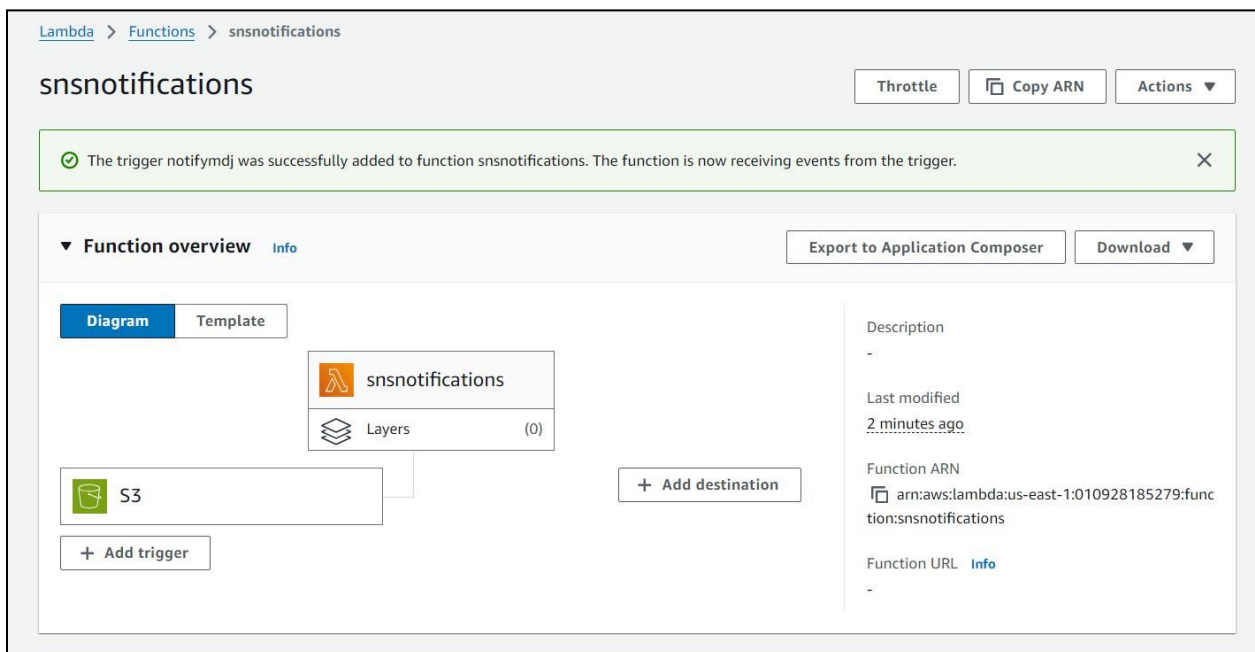 Lambda > Functions > snsnotifications
snsnotifications
Throttle
Copy ARN
Actions
The trigger notifymdj was successfully added to function snsnotifications. The function is now receiving events from the trigger.
Function overview Info
Export to Application Composer
Download
Diagram
Template
snsnotifications
Layers (0)
S3
+ Add trigger
+ Add destination
Description
-
Last modified
2 minutes ago
Function ARN
arn:aws:lambda:us-east-1:010928185279:func
tion:snsnotifications
Function URL Info
-